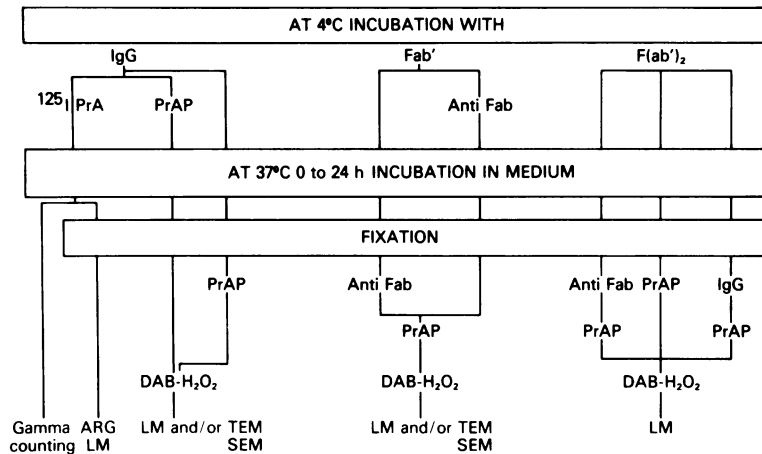 AT 4°C INCUBATION WITH
IgG Fab' F(ab')₂
¹²⁵I PrA PrAP Anti Fab
AT 37°C 0 to 24 h INCUBATION IN MEDIUM
FIXATION
PrAP Anti Fab Anti Fab PrAP IgG
PrAP PrAP PrAP
DAB-H₂O₂ DAB-H₂O₂ DAB-H₂O₂
Gamma ARG LM and/or TEM LM and/or TEM LM
counting LM SEM SEM